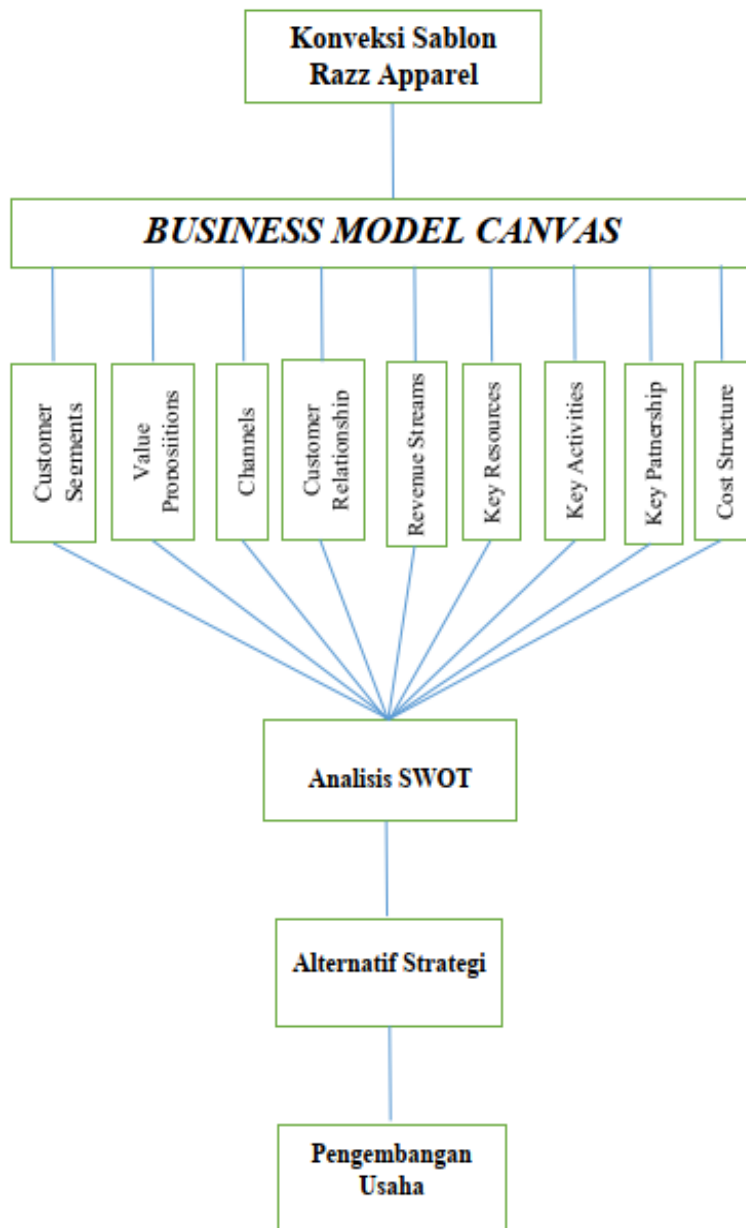 Konveksi Sablon
Razz Apparel
BUSINESS MODEL CANVAS
Customer
Segments
Value
Propositions
Channels
Customer
Relationship
Revenue Streams
Key Resources
Key Activities
Key Patnership
Cost Structure
Analisis SWOT
Alternatif Strategi
Pengembangan
Usaha